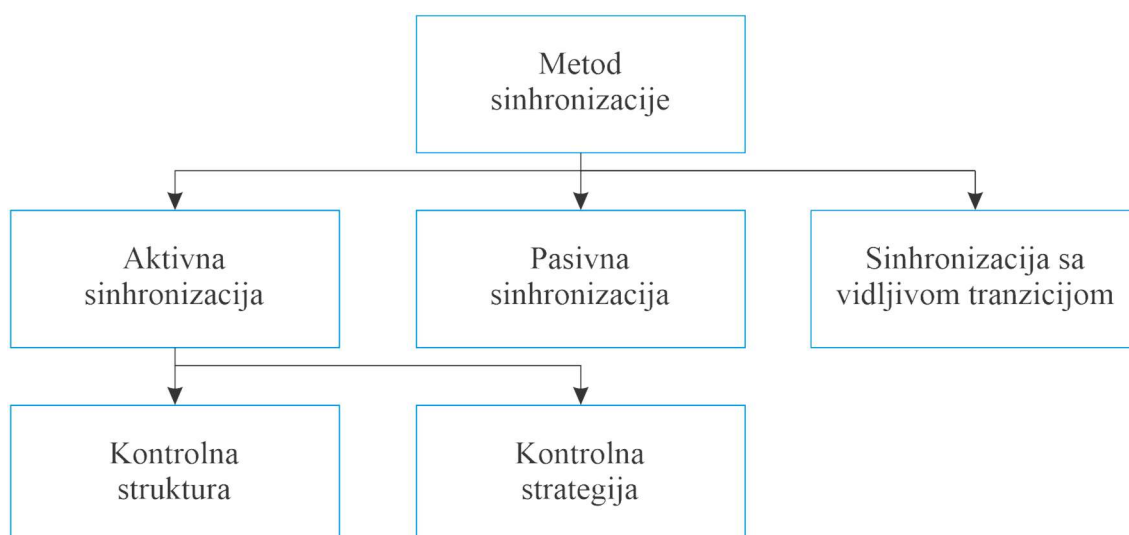 Metod
sinhronizacije
Aktivna
sinhronizacija
Pasivna
sinhronizacija
Sinhronizacija sa
vidljivom tranzicijom
Kontrolna
struktura
Kontrolna
strategija